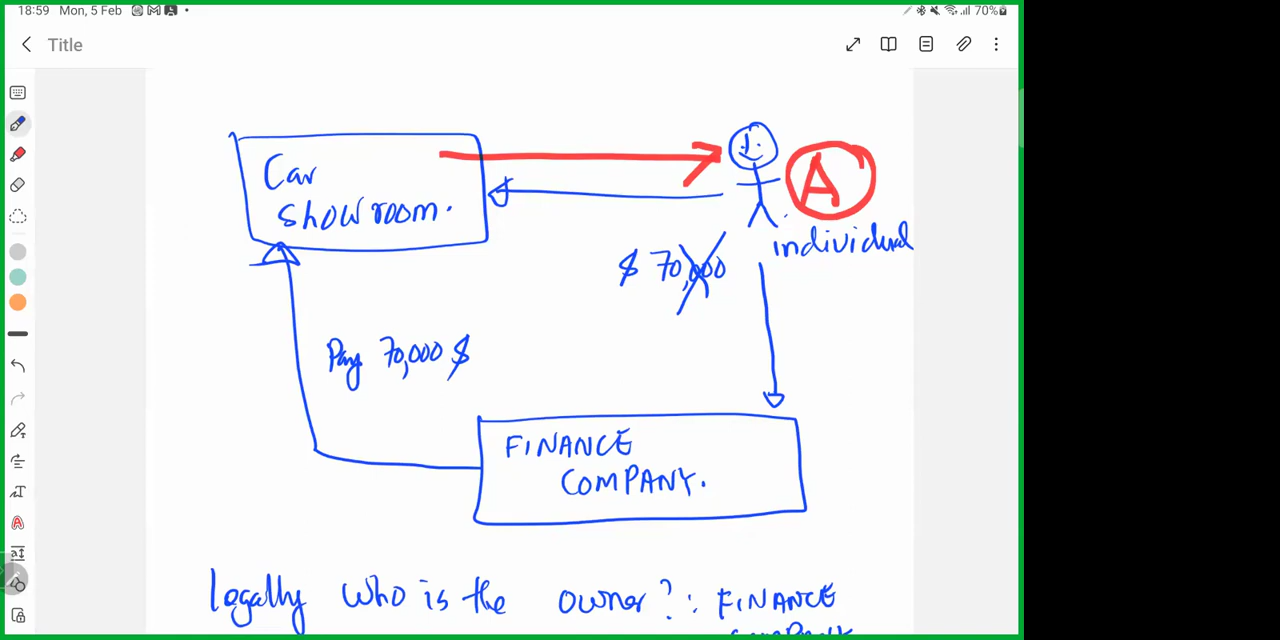 18:59 Mon, 5 Feb
70%
Title
Car
showroom.
A
individual
$ 70,000
Pay 70,000 $
FINANCE
COMPANY.
legally who is the owner? : FINANCE
COMPANY